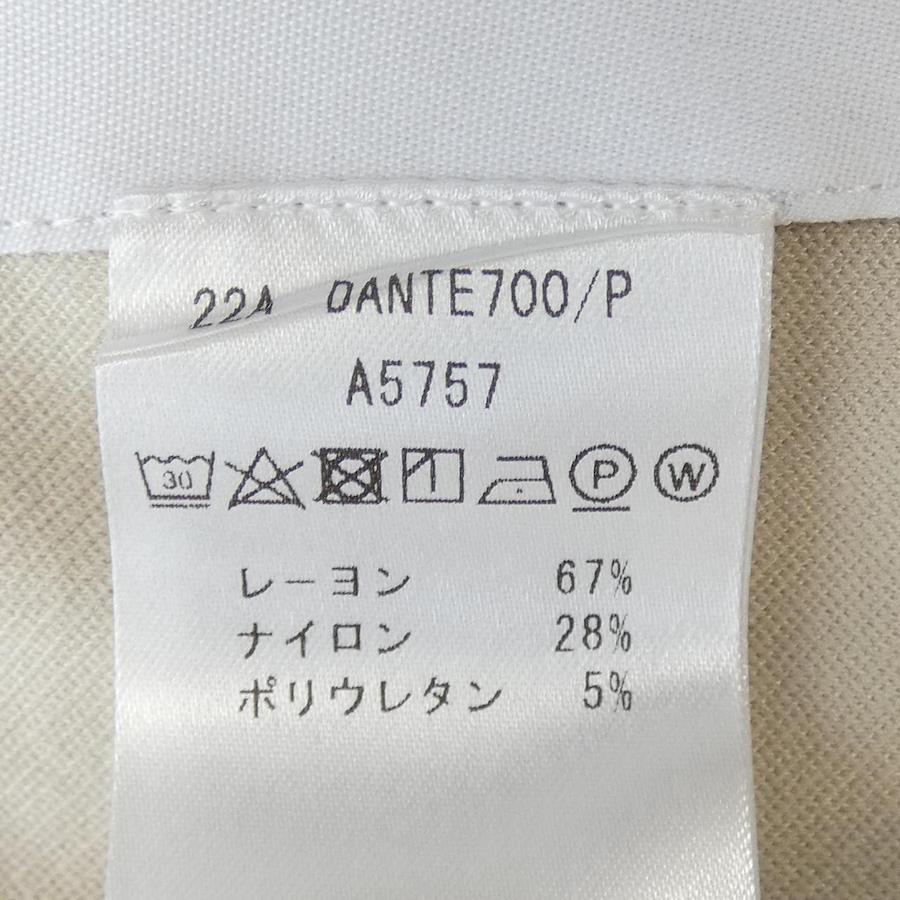 22A DANTE700/P
A5757
30 P W
レーヨン 67%
ナイロン 28%
ポリウレタン 5%